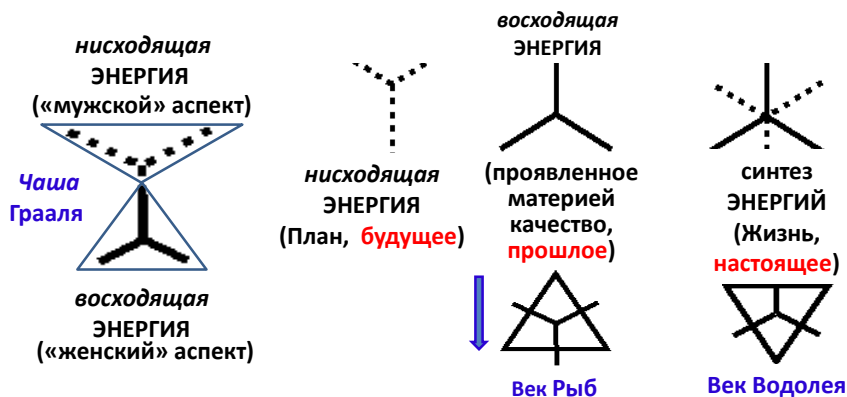 нисходящая
ЭНЕРГИЯ
(«мужской» аспект)
Чаша
Грааля
восходящая
ЭНЕРГИЯ
(«женский» аспект)
нисходящая
ЭНЕРГИЯ
(План, будущее)
восходящая
ЭНЕРГИЯ
(проявленное
материей
качество,
прошлое)
Век Рыб
синтез
ЭНЕРГИЙ
(Жизнь,
настоящее)
Век Водолея